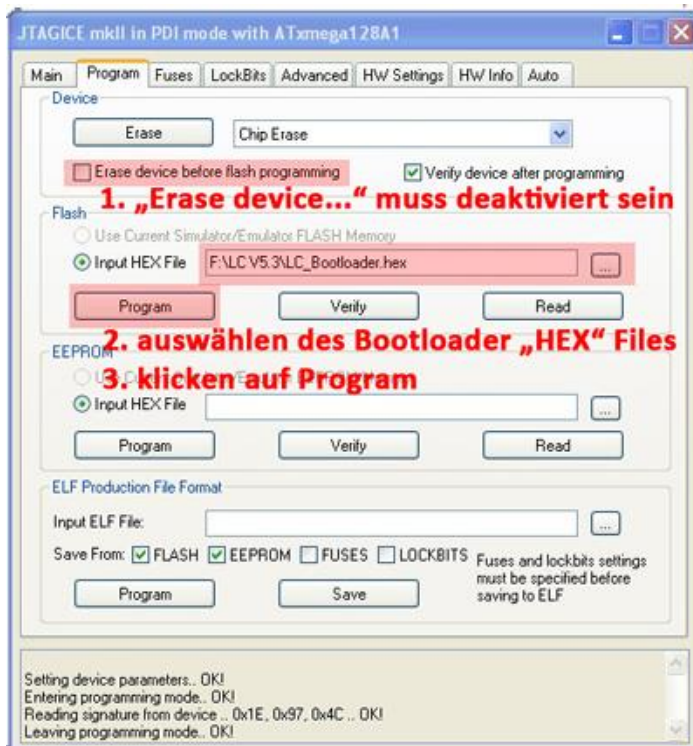 JTAGICE mkII in PDI mode with ATxmega128A1
Main Program Fuses LockBits Advanced HW Settings HW Info Auto
Device
Erase Chip Erase
Erase device before flash programming Verify device after programming
1. „Erase device...“ muss deaktiviert sein
Flash
Use Current Simulator/Emulator FLASH Memory
Input HEX File F:\LC V5.3\LC_Bootloader.hex ...
Program Verify Read
2. auswählen des Bootloader „HEX“ Files
EEPROM
3. klicken auf Program
Input HEX File ...
Program Verify Read
ELF Production File Format
Input ELF File: ...
Save From: FLASH EEPROM FUSES LOCKBITS
Fuses and lockbits settings
must be specified before
saving to ELF
Program Save
Setting device parameters.. OK!
Entering programming mode.. OK!
Reading signature from device .. 0x1E, 0x97, 0x4C .. OK!
Leaving programming mode.. OK!